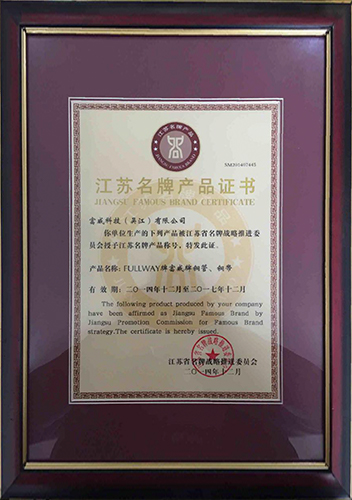 江苏名牌产品
JIANGSU FAMOUS BRAND
SM201407443
江苏名牌产品证书
JIANGSU FAMOUS BRAND CERTIFICATE
富威科技(吴江)有限公司
你单位生产的下列产品被江苏省名牌战略推进委
员会授于江苏名牌产品称号，特发此证。
产品名称：FULLWAY牌富威牌铜管、铜带
有 效 期：二〇一四年十二月至二〇一七年十二月
The following product produced by your company
have been affirmed as Jiangsu Famous Brand by
Jiangsu Promotion Commission for Famous Brand
strategy.The certificate is hereby issued.
江苏省名牌战略推进委员会
二〇一四年十二月